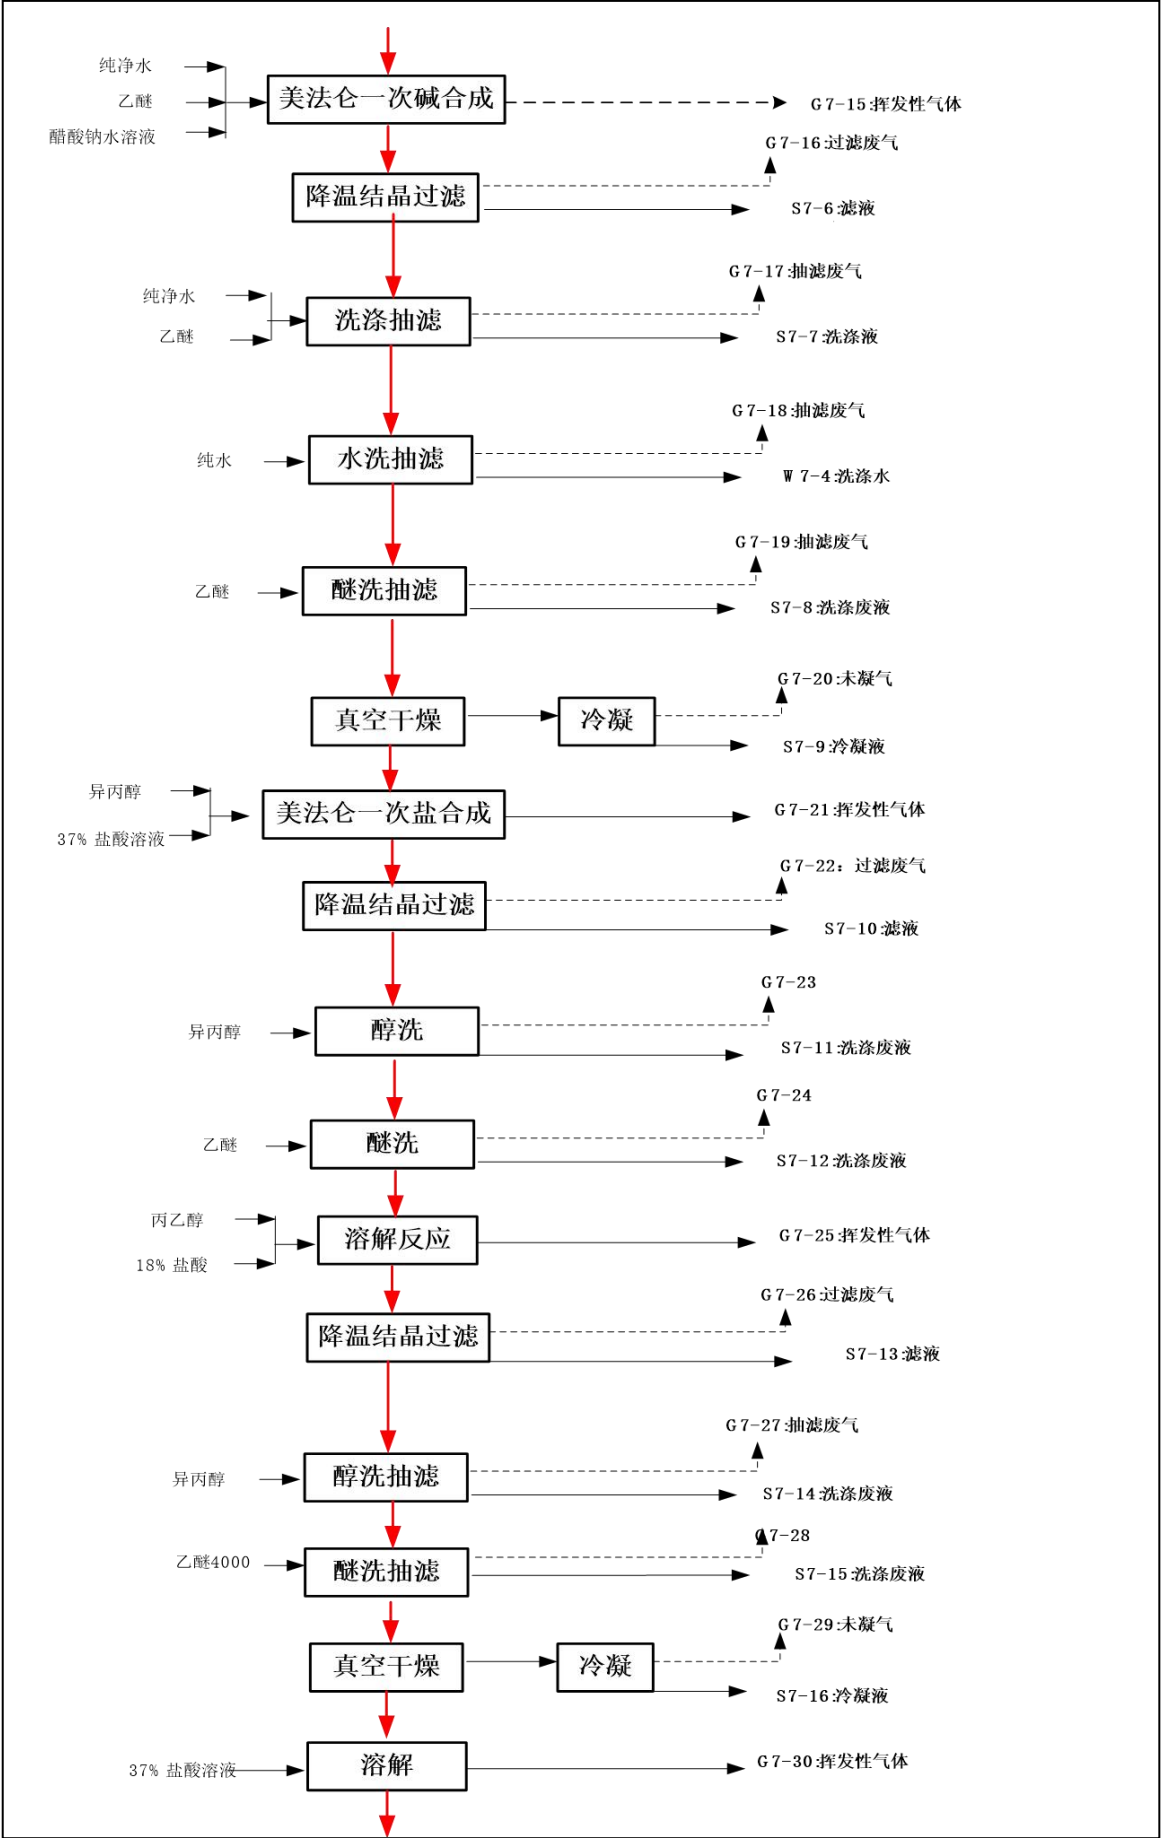 纯净水
乙醚
醋酸钠水溶液
美法仑一次碱合成
G7-15:挥发性气体
G7-16:过滤废气
降温结晶过滤
S7-6:滤液
G7-17:抽滤废气
纯净水
乙醚
洗涤抽滤
S7-7:洗涤液
G7-18:抽滤废气
纯水
水洗抽滤
W7-4:洗涤水
G7-19:抽滤废气
乙醚
醚洗抽滤
S7-8:洗涤废液
G7-20:未凝气
真空干燥
冷凝
S7-9:冷凝液
异丙醇
37%盐酸溶液
美法仑一次盐合成
G7-21:挥发性气体
G7-22：过滤废气
降温结晶过滤
S7-10:滤液
G7-23
异丙醇
醇洗
S7-11:洗涤废液
G7-24
乙醚
醚洗
S7-12:洗涤废液
丙乙醇
18%盐酸
溶解反应
G7-25:挥发性气体
G7-26:过滤废气
降温结晶过滤
S7-13:滤液
G7-27:抽滤废气
异丙醇
醇洗抽滤
S7-14:洗涤废液
G7-28
乙醚4000
醚洗抽滤
S7-15:洗涤废液
G7-29:未凝气
真空干燥
冷凝
S7-16:冷凝液
37%盐酸溶液
溶解
G7-30:挥发性气体